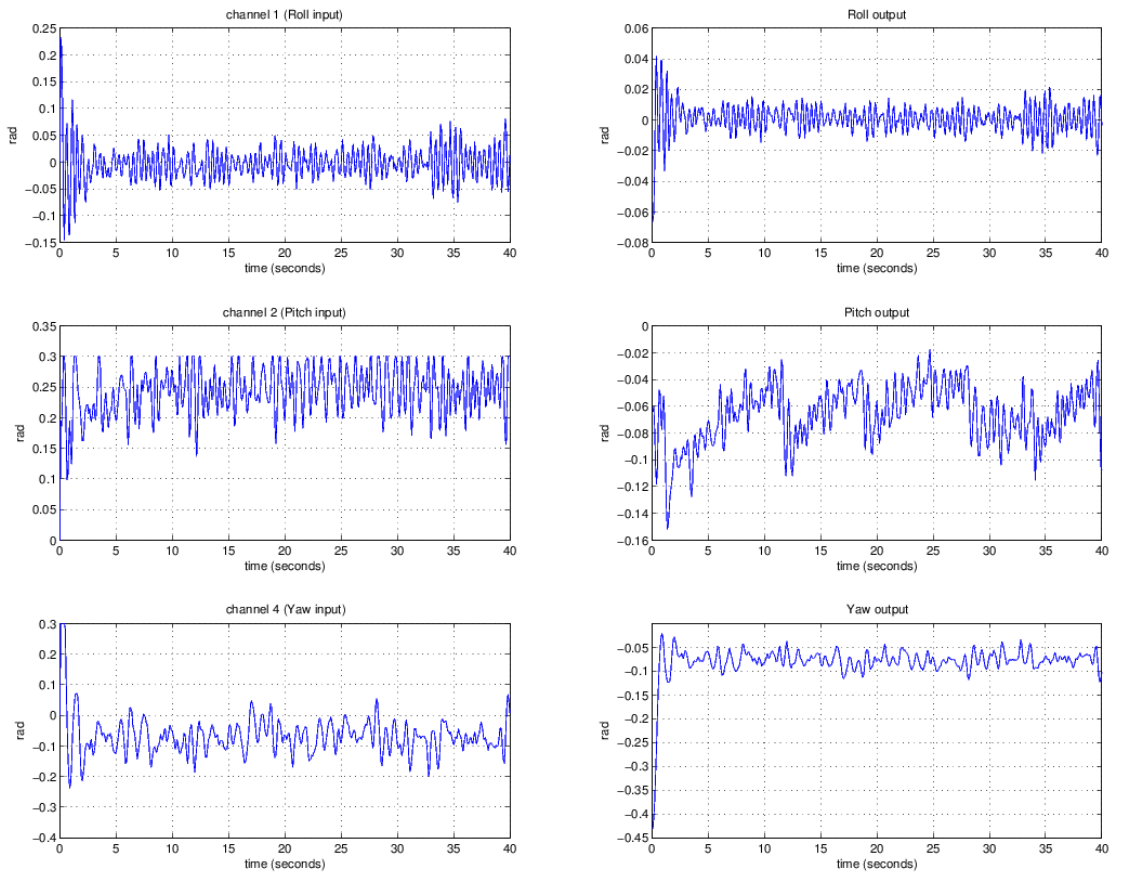 channel 1 (Roll input)
0.25
0.2
0.15
0.1
0.05
0
−0.05
−0.1
−0.15
rad
0 5 10 15 20 25 30 35 40
time (seconds)
Roll output
0.06
0.04
0.02
0
−0.02
−0.04
−0.06
−0.08
rad
0 5 10 15 20 25 30 35 40
time (seconds)
channel 2 (Pitch input)
0.35
0.3
0.25
0.2
0.15
0.1
0.05
0
rad
0 5 10 15 20 25 30 35 40
time (seconds)
Pitch output
0
−0.02
−0.04
−0.06
−0.08
−0.1
−0.12
−0.14
−0.16
rad
0 5 10 15 20 25 30 35 40
time (seconds)
channel 4 (Yaw input)
0.3
0.2
0.1
0
−0.1
−0.2
−0.3
−0.4
rad
0 5 10 15 20 25 30 35 40
time (seconds)
Yaw output
−0.05
−0.1
−0.15
−0.2
−0.25
−0.3
−0.35
−0.4
−0.45
rad
0 5 10 15 20 25 30 35 40
time (seconds)